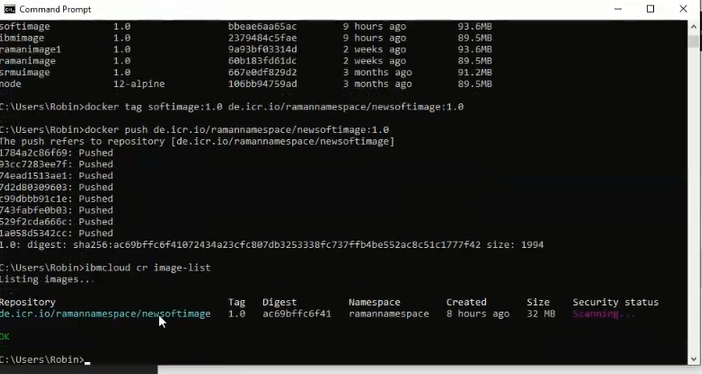 Command Prompt
softimage 1.0 bbeae6aa65ac 9 hours ago 93.6MB
ibmimage 1.0 2379484c5fae 9 hours ago 89.5MB
ramanimage1 1.0 9a93bf03314d 2 weeks ago 93.6MB
ramanimage 1.0 60b183fd61dc 2 weeks ago 89.5MB
srmuimage 1.0 667e0df829d2 3 months ago 91.2MB
node 12-alpine 106bb94759ad 3 months ago 89.5MB
C:\Users\Robin>docker tag softimage:1.0 de.icr.io/ramannamespace/newsoftimage:1.0
C:\Users\Robin>docker push de.icr.io/ramannamespace/newsoftimage:1.0
The push refers to repository [de.icr.io/ramannamespace/newsoftimage]
1784a2c86f69: Pushed
93cc7283ee7f: Pushed
74ead1513ae1: Pushed
7d2d80309603: Pushed
c99dbbb91c1e: Pushed
743fabfe0b03: Pushed
529f2cda666c: Pushed
1a058d5342cc: Pushed
1.0: digest: sha256:ac69bffc6f41072434a23cfc807db3253338fc737ffb4be552ac8c51c1777f42 size: 1994
C:\Users\Robin>ibmcloud cr image-list
Listing images...
Repository Tag Digest Namespace Created Size Security status
de.icr.io/ramannamespace/newsoftimage 1.0 ac69bffc6f41 ramannamespace 8 hours ago 32 MB Scanning...
OK
C:\Users\Robin>